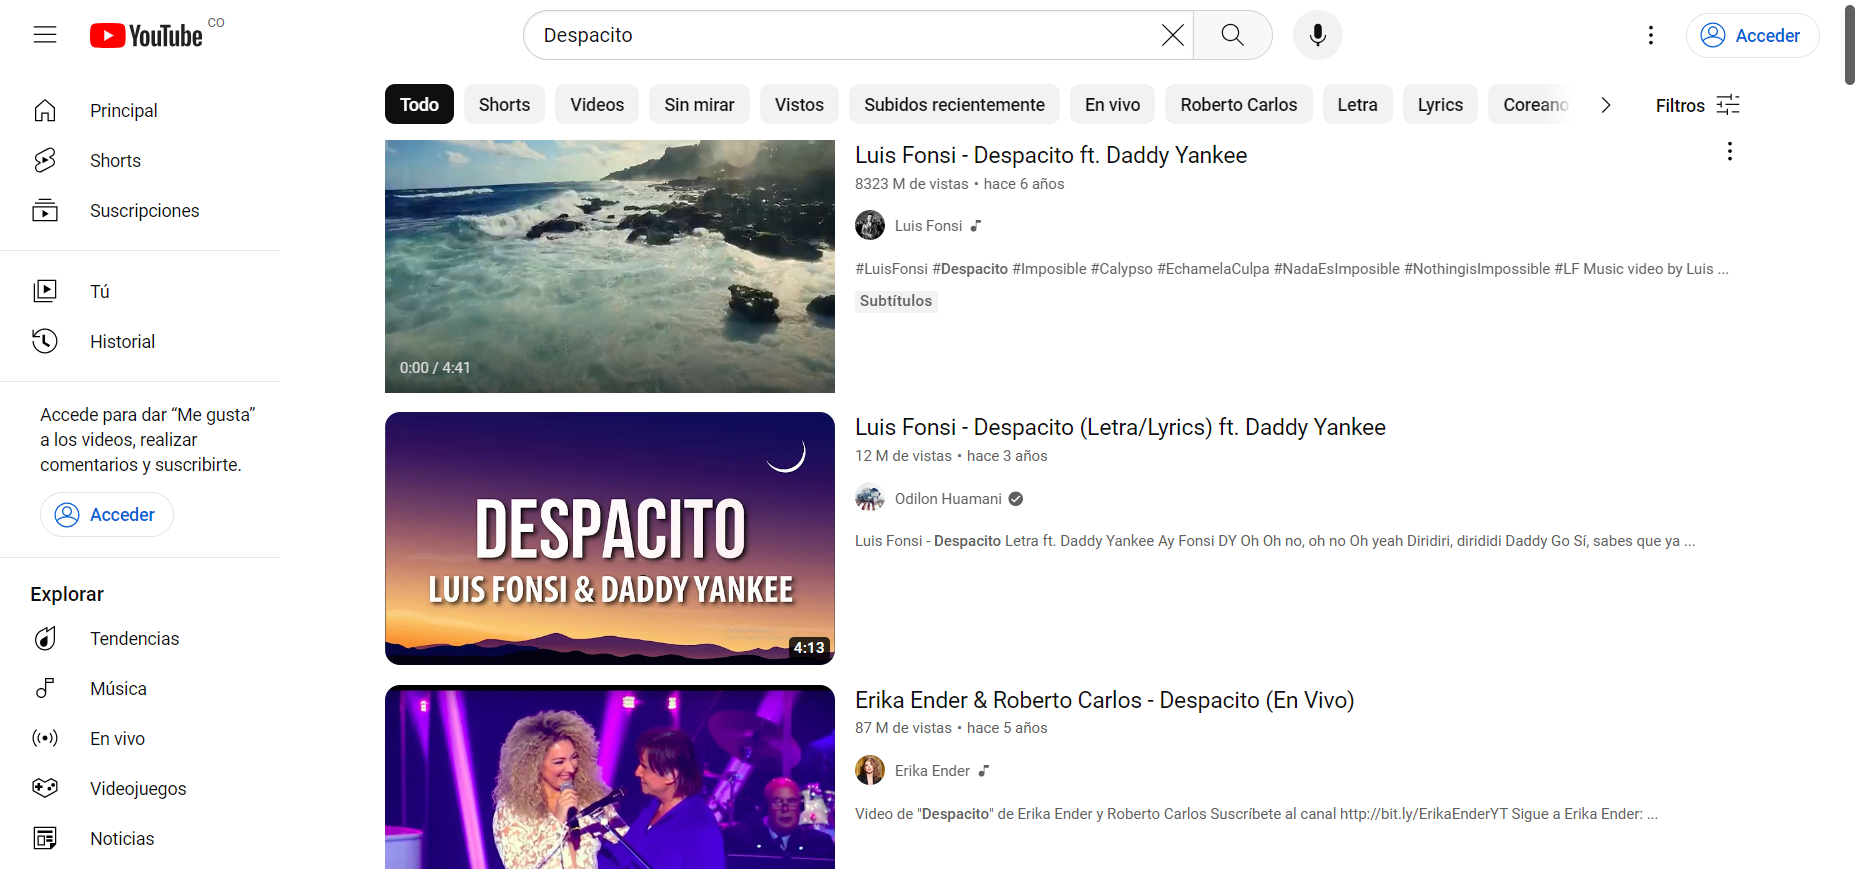 YouTube CO
Despacito
Acceder
Todo Shorts Videos Sin mirar Vistos Subidos recientemente En vivo Roberto Carlos Letra Lyrics Coreano Filtros
Principal
Shorts
Suscripciones
Tú
Historial
Accede para dar “Me gusta”
a los videos, realizar
comentarios y suscribirte.
Acceder
Explorar
Tendencias
Música
En vivo
Videojuegos
Noticias
0:00 / 4:41
Luis Fonsi - Despacito ft. Daddy Yankee
8323 M de vistas • hace 6 años
Luis Fonsi
#LuisFonsi #Despacito #Imposible #Calypso #EchamelaCulpa #NadaEsImposible #NothingisImpossible #LF Music video by Luis ...
Subtítulos
DESPACITO
LUIS FONSI & DADDY YANKEE
4:13
Luis Fonsi - Despacito (Letra/Lyrics) ft. Daddy Yankee
12 M de vistas • hace 3 años
Odilon Huamani
Luis Fonsi - Despacito Letra ft. Daddy Yankee Ay Fonsi DY Oh Oh no, oh no Oh yeah Diridiri, dirididi Daddy Go Sí, sabes que ya ...
Erika Ender & Roberto Carlos - Despacito (En Vivo)
87 M de vistas • hace 5 años
Erika Ender
Video de "Despacito" de Erika Ender y Roberto Carlos Suscríbete al canal http://bit.ly/ErikaEnderYT Sigue a Erika Ender: ...